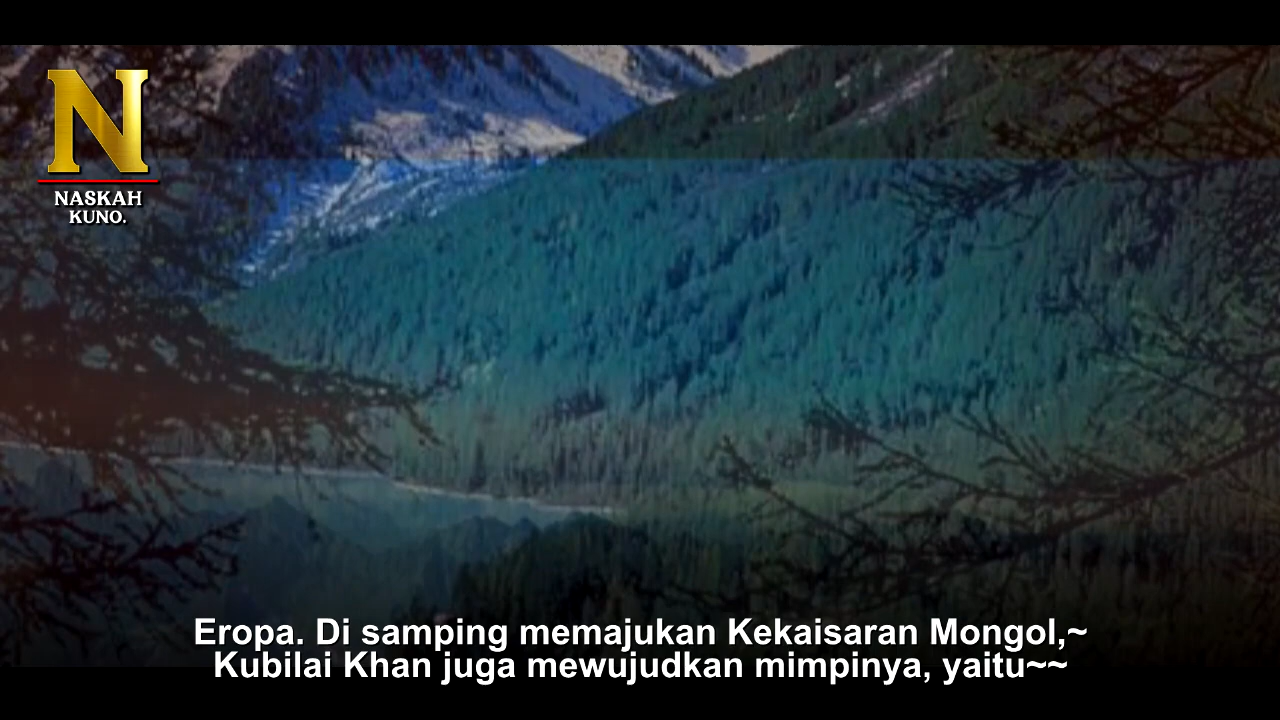 N
NASKAH
KUNO.
Eropa. Di samping memajukan Kekaisaran Mongol,~
Kubilai Khan juga mewujudkan mimpinya, yaitu~~